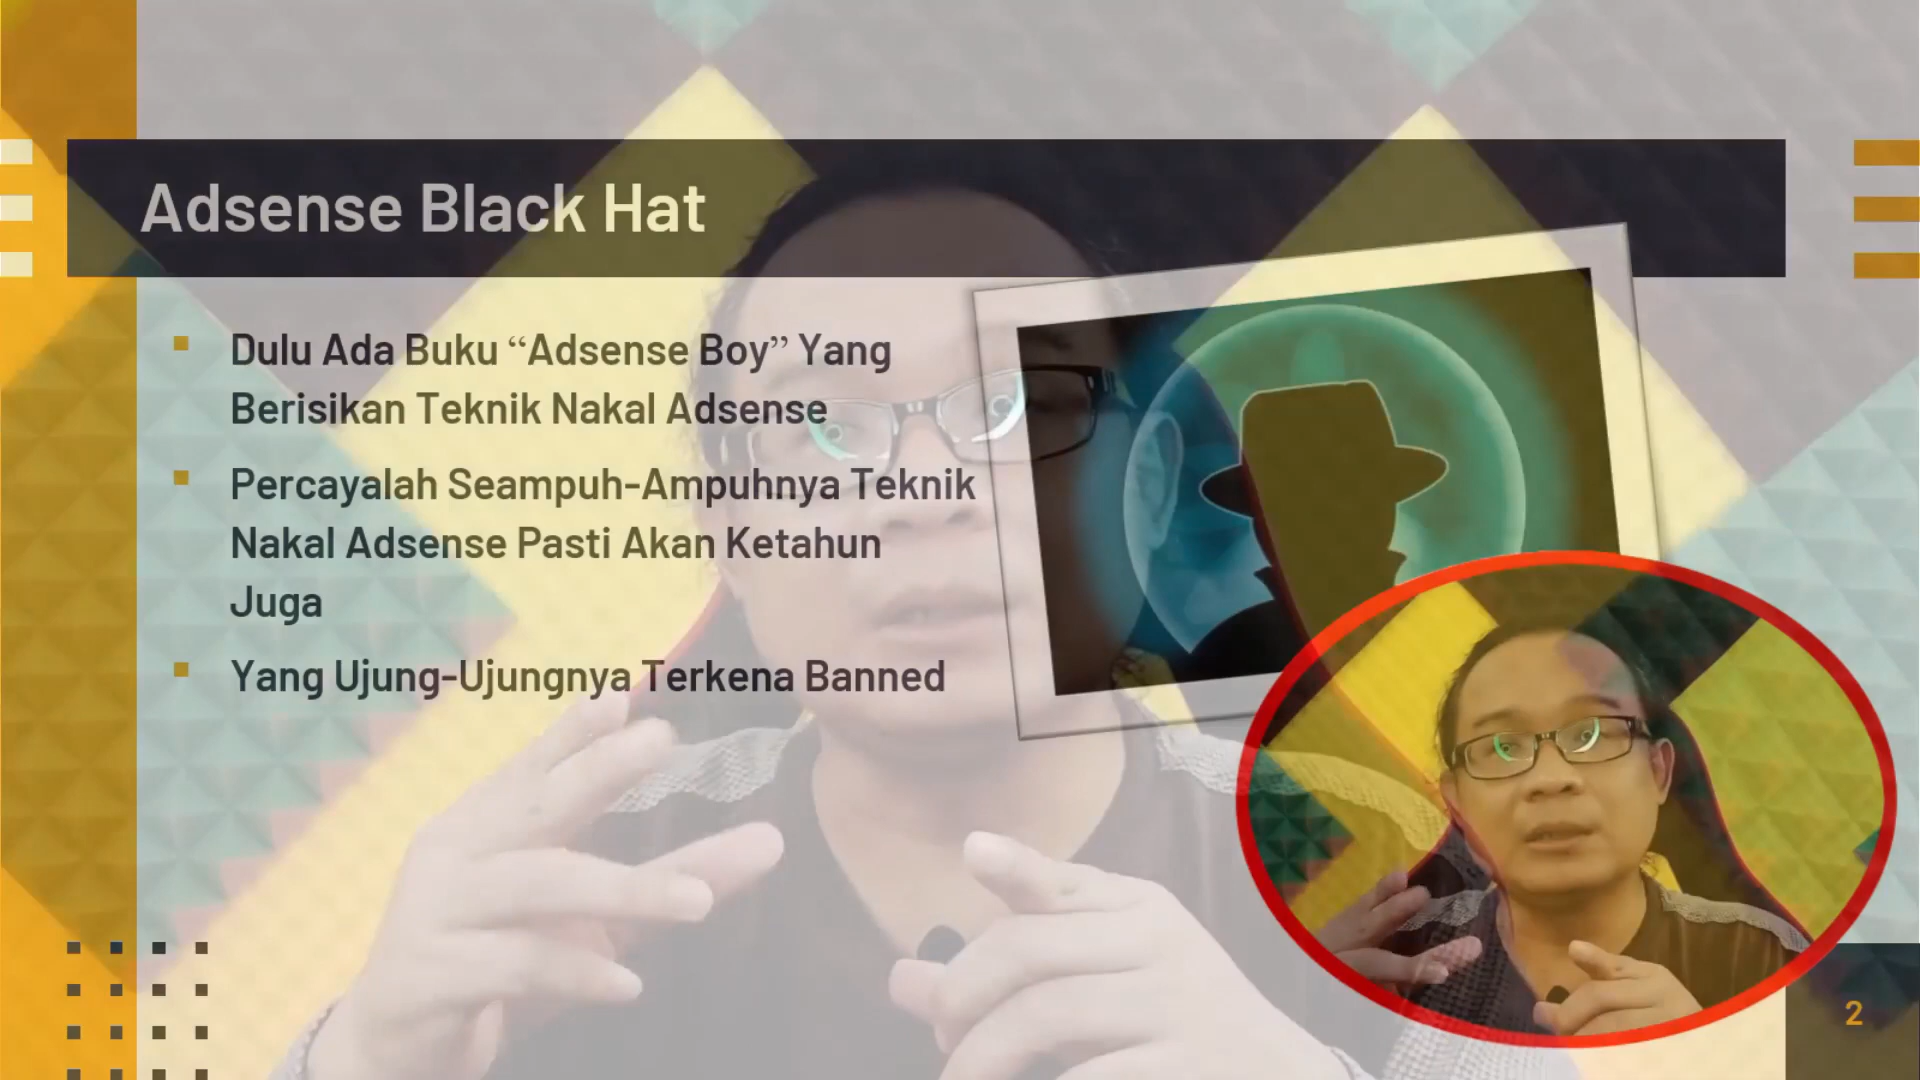 Adsense Black Hat
Dulu Ada Buku “Adsense Boy” Yang
Berisikan Teknik Nakal Adsense
Percayalah Seampuh-Ampuhnya Teknik
Nakal Adsense Pasti Akan Ketahun
Juga
Yang Ujung-Ujungnya Terkena Banned
2